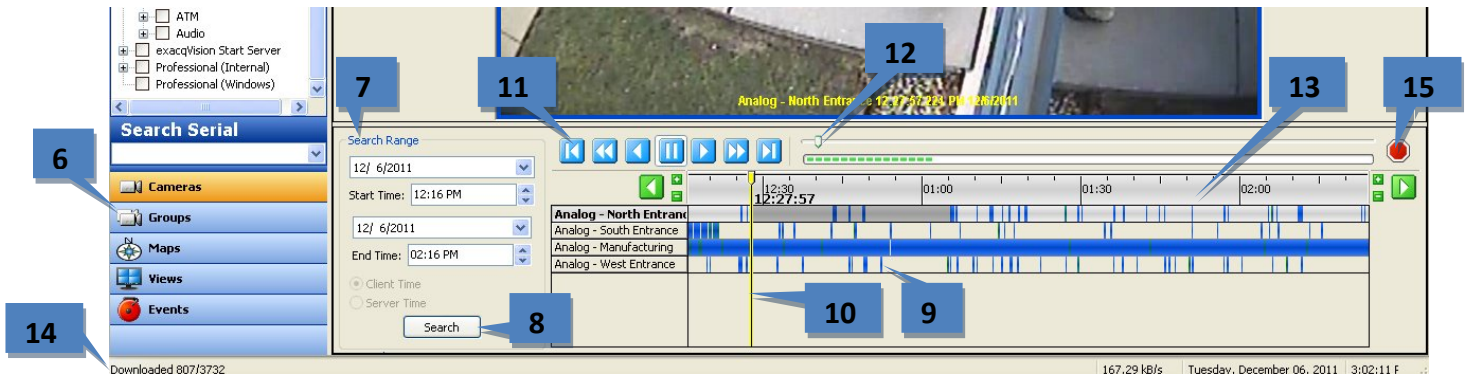 ATM
Audio
exacqVision Start Server
Professional (Internal)
Professional (Windows)
Search Serial
Cameras
Groups
Maps
Views
Events
Downloaded 807/3732
6
14
7
Search Range
12/ 6/2011
Start Time: 12:16 PM
12/ 6/2011
End Time: 02:16 PM
Client Time
Server Time
Search
8
11
12
13
15
Analog - North Entrance 12:27:57.224 PM 12/6/2011
12:30
01:00
01:30
02:00
12:27:57
Analog - North Entranc
Analog - South Entrance
Analog - Manufacturing
Analog - West Entrance
10
9
167.29 kB/s
Tuesday, December 06, 2011
3:02:11 P